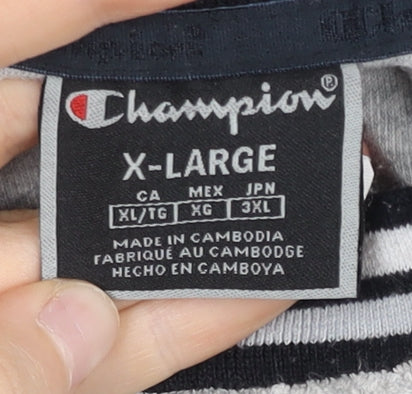 Champion®
X-LARGE
CA MEX JPN
XL/TG XG 3XL
MADE IN CAMBODIA
FABRIQUÉ AU CAMBODGE
HECHO EN CAMBOYA